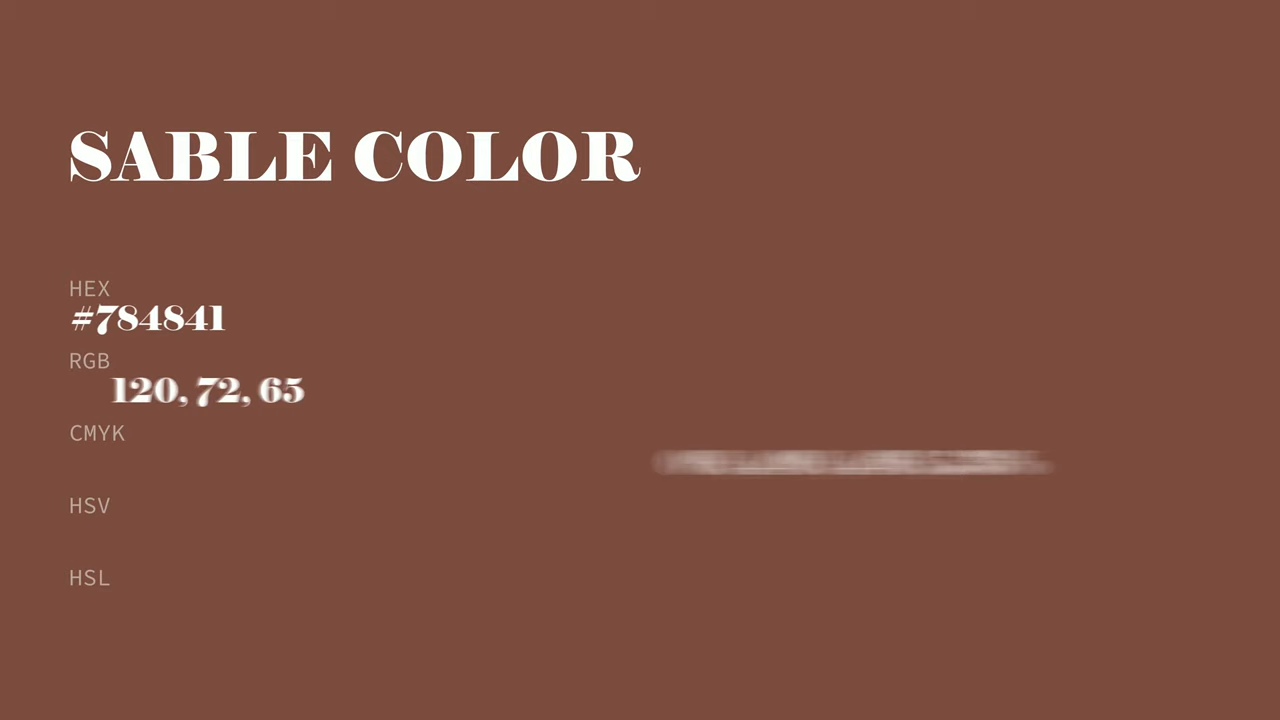 SABLE COLOR
HEX
#784841
RGB
120, 72, 65
CMYK
HSV
HSL